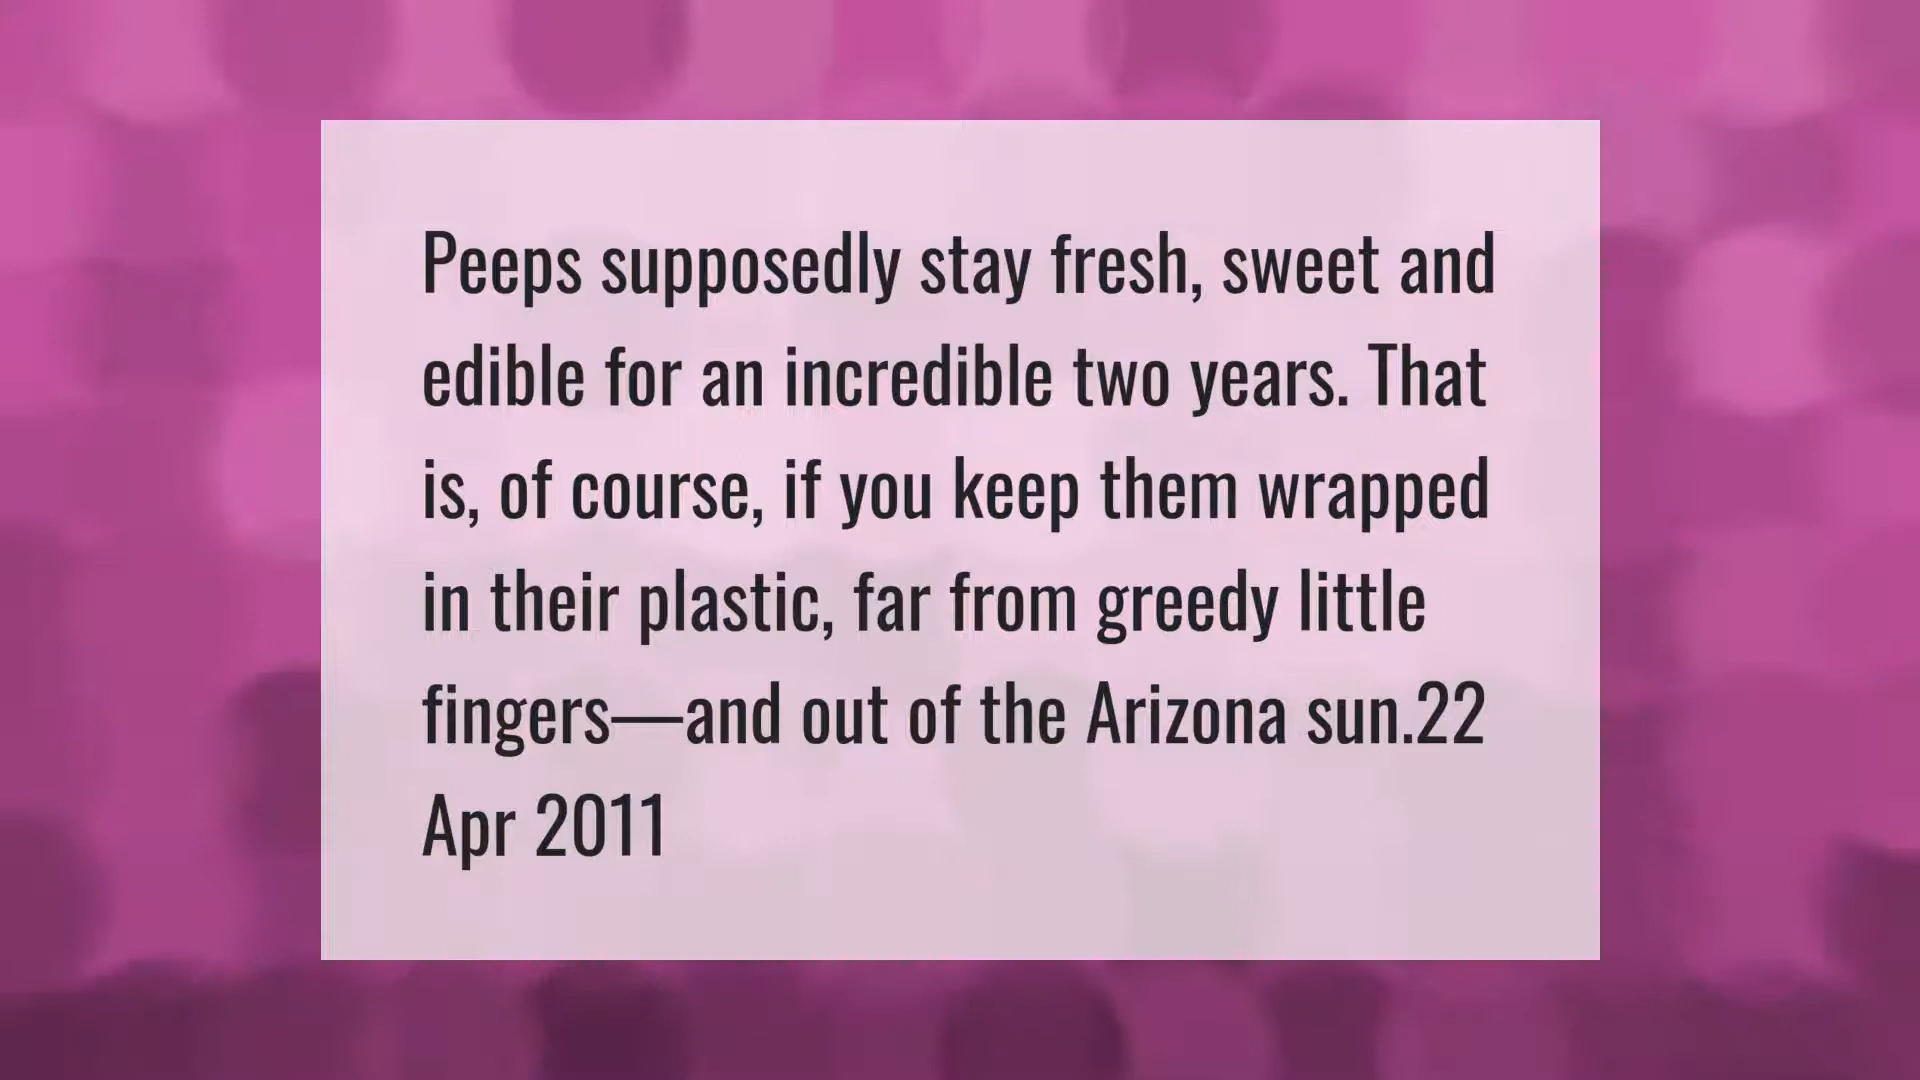 Peeps supposedly stay fresh, sweet and
edible for an incredible two years. That
is, of course, if you keep them wrapped
in their plastic, far from greedy little
fingers—and out of the Arizona sun.22
Apr 2011